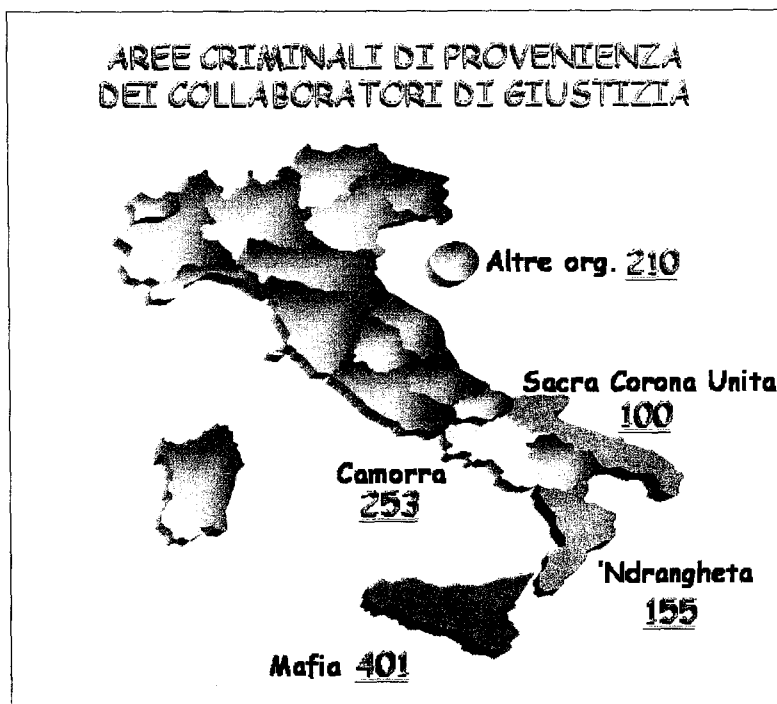 AREE CRIMINALI DI PROVENIENZA
DEI COLLABORATORI DI GIUSTIZIA
Altre org. 210
Sacra Corona Unita
100
Camorra
253
'Ndrangheta
155
Mafia 401